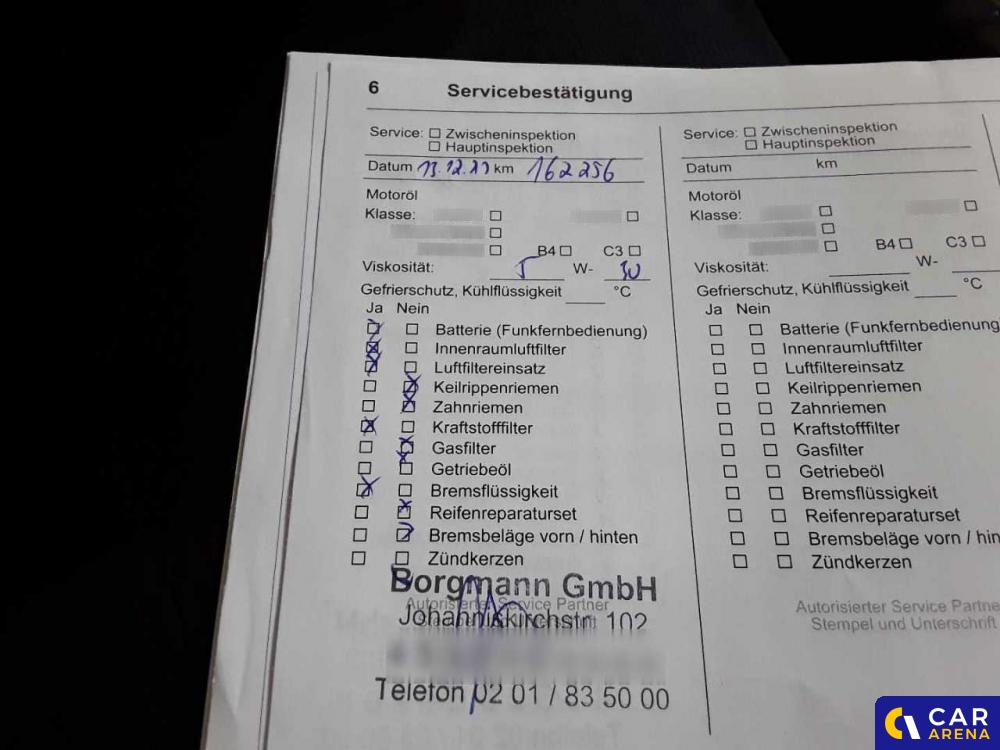 6 Servicebestätigung
Service: Zwischeninspektion
Hauptinspektion
Datum 13.12. km 162256
Motoröl
Klasse:
B4 C3
Viskosität: 5 W- 30
Gefrierschutz, Kühlflüssigkeit °C
Ja Nein
Batterie (Funkfernbedienung)
Innenraumluftfilter
Luftfiltereinsatz
Keilrippenriemen
Zahnriemen
Kraftstofffilter
Gasfilter
Getriebeöl
Bremsflüssigkeit
Reifenreparaturset
Bremsbeläge vorn / hinten
Zündkerzen
Borgmann GmbH
Autorisierter Service Partner
Johanniskirchstr. 102
Telefon 02 01 / 83 50 00
Service: Zwischeninspektion
Hauptinspektion
Datum km
Motoröl
Klasse:
B4 C3
Viskosität: W-
Gefrierschutz, Kühlflüssigkeit °C
Ja Nein
Batterie (Funkfernbedienung
Innenraumluftfilter
Luftfiltereinsatz
Keilrippenriemen
Zahnriemen
Kraftstofffilter
Gasfilter
Getriebeöl
Bremsflüssigkeit
Reifenreparaturset
Bremsbeläge vorn / hin
Zündkerzen
Autorisierter Service Partne
Stempel und Unterschrift
CAR
ARENA